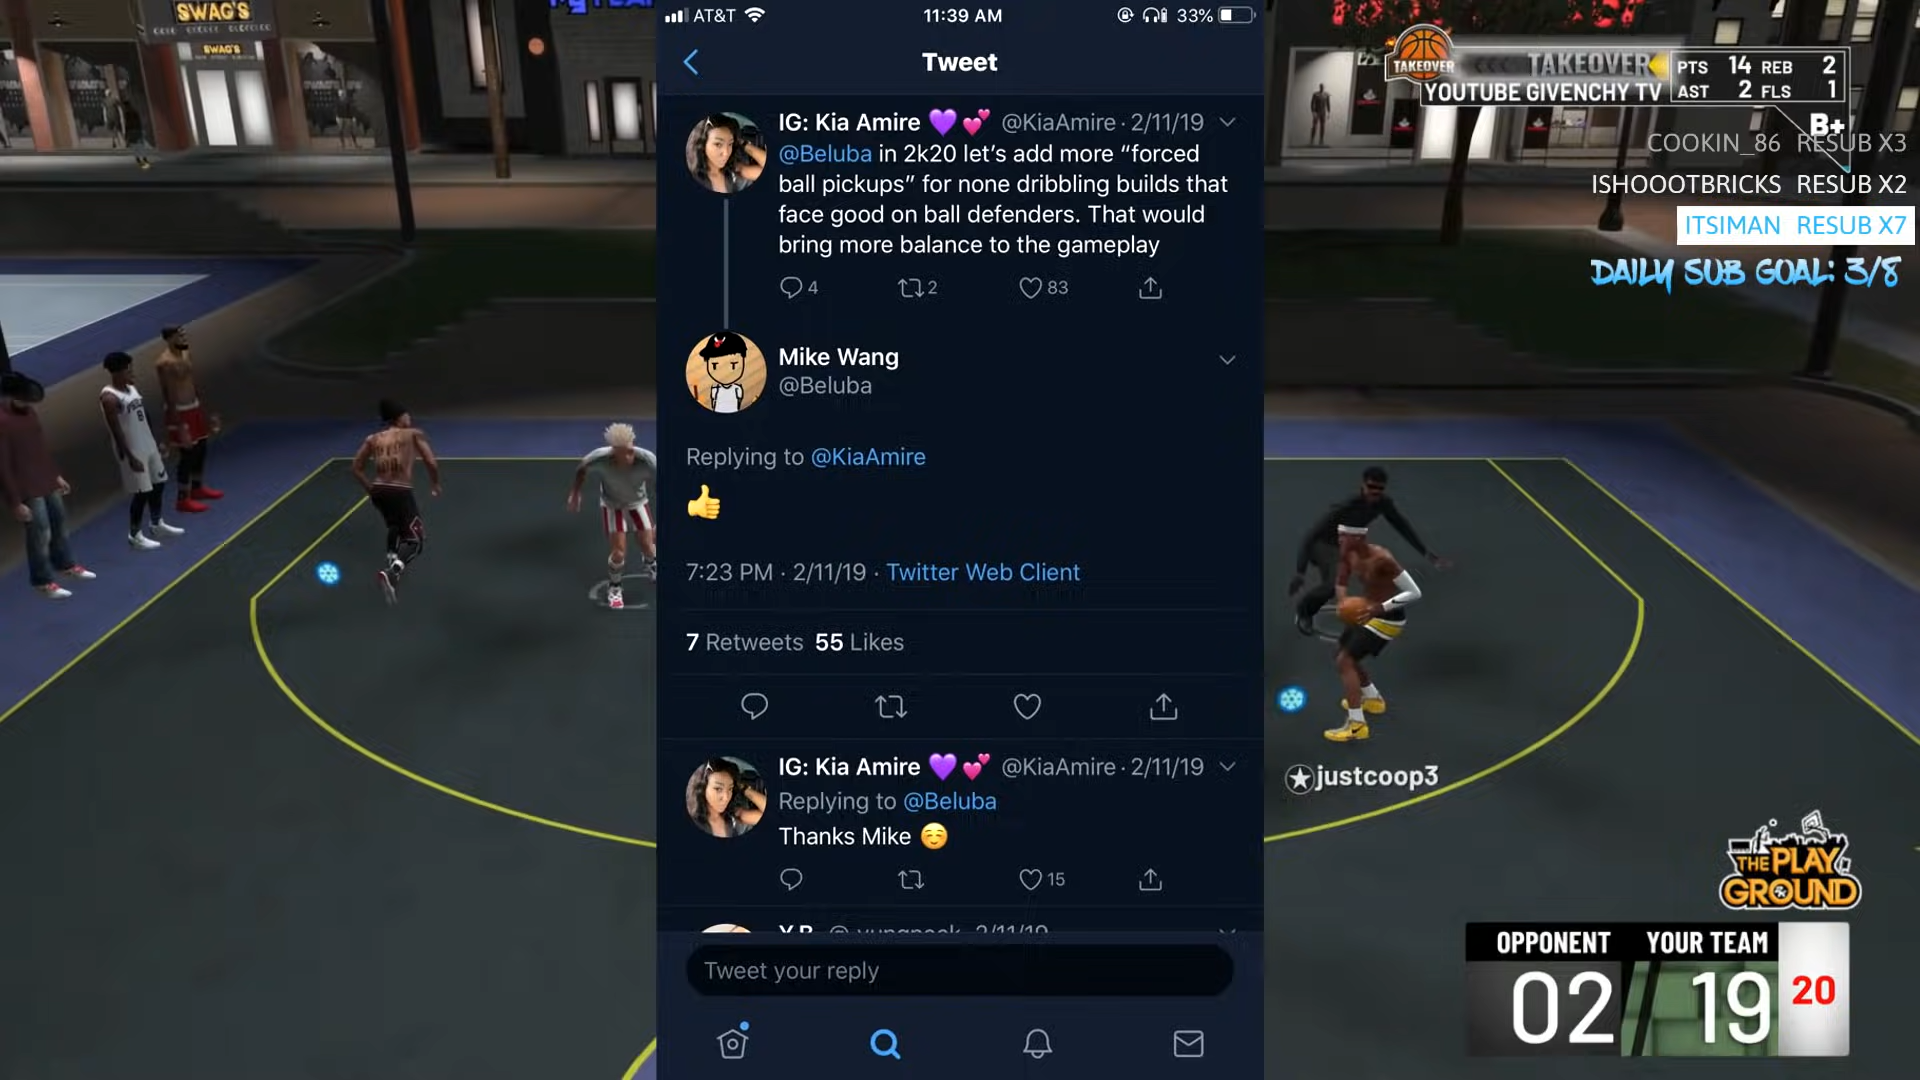 SWAG'S
SWAG'S
AT&T
11:39 AM
33%
Tweet
IG: Kia Amire 💜💕 @KiaAmire · 2/11/19
@Beluba in 2k20 let’s add more “forced
ball pickups” for none dribbling builds that
face good on ball defenders. That would
bring more balance to the gameplay
4 2 83
Mike Wang
@Beluba
Replying to @KiaAmire
👍
7:23 PM · 2/11/19 · Twitter Web Client
7 Retweets 55 Likes
IG: Kia Amire 💜💕 @KiaAmire · 2/11/19
Replying to @Beluba
Thanks Mike ☺️
15
Tweet your reply
TAKEOVER
TAKEOVER
YOUTUBE GIVENCHY TV
PTS 14 REB 2
AST 2 FLS 1
B+
COOKIN_86 RESUB X3
ISHOOOTBRICKS RESUB X2
ITSIMAN RESUB X7
DAILY SUB GOAL: 3/8
justcoop3
THE PLAY
GROUND
OPPONENT YOUR TEAM
02 19 20